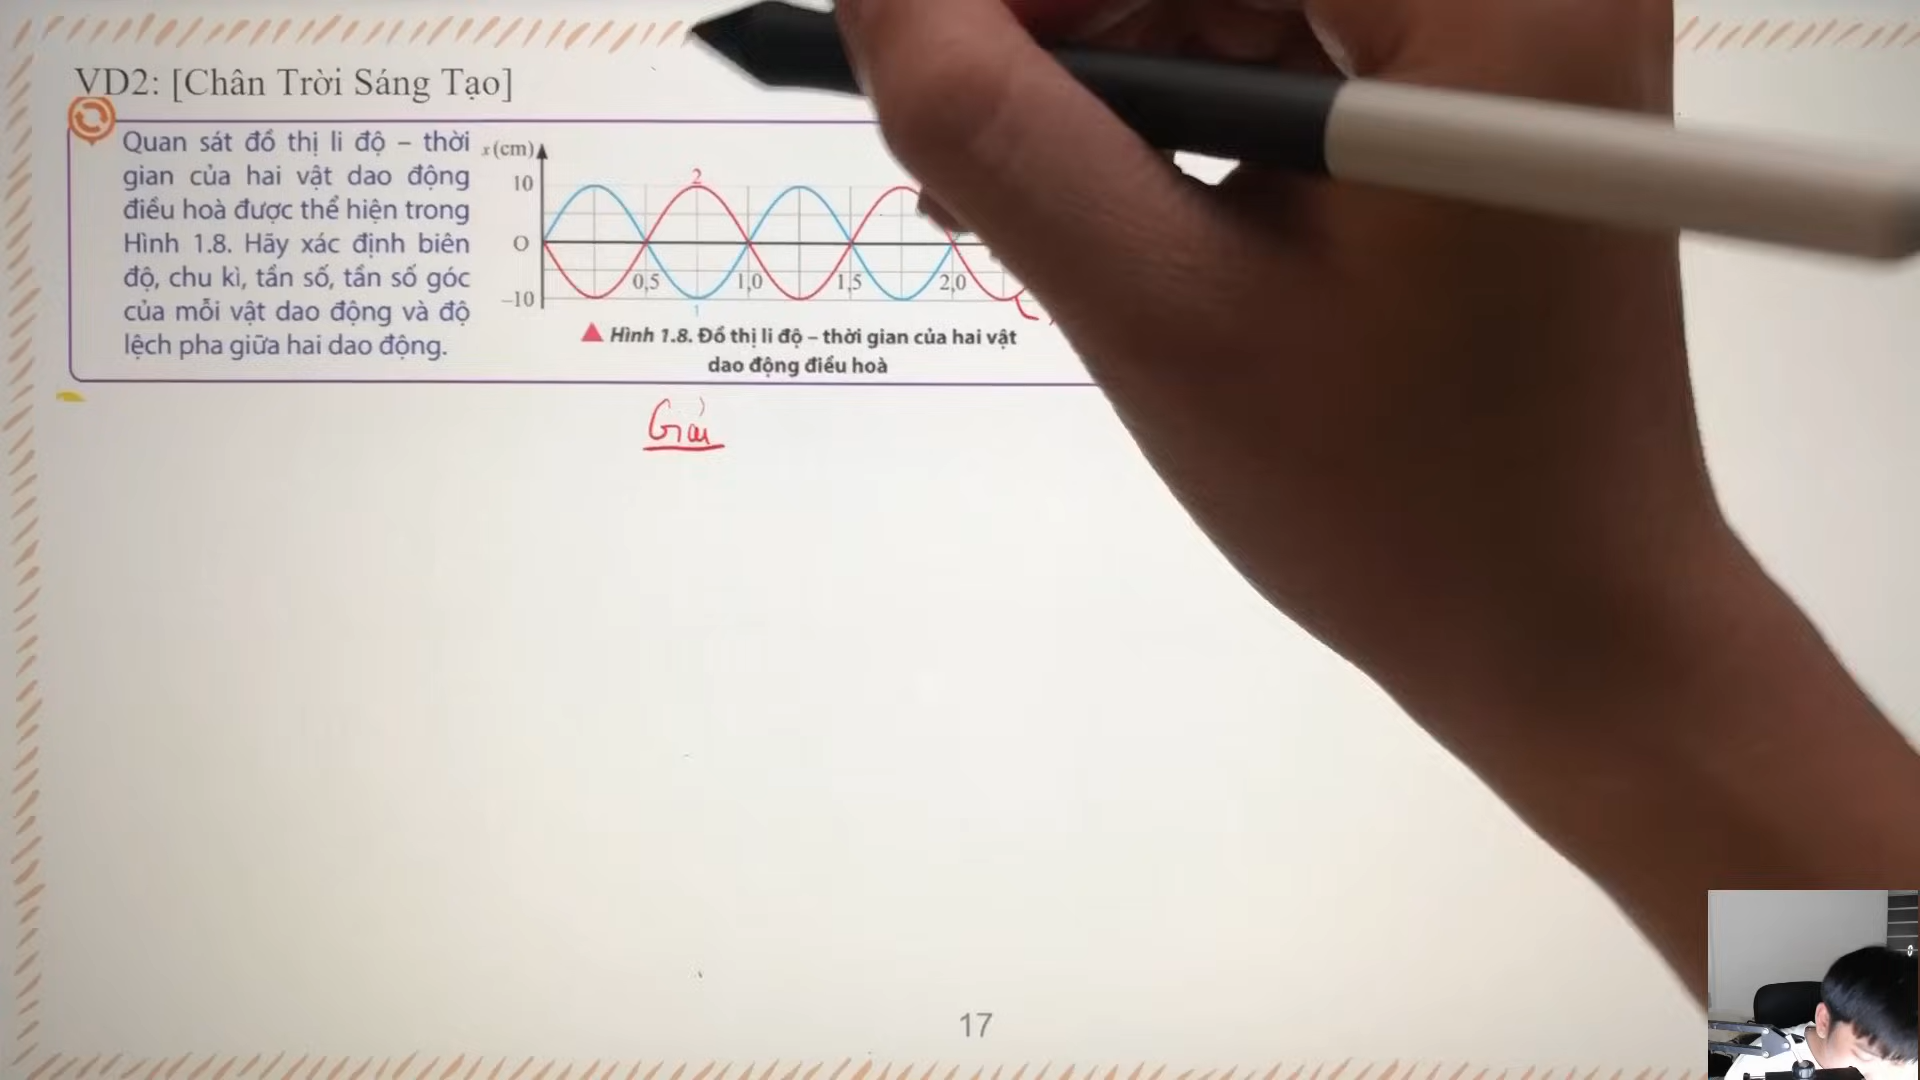 VD2: [Chân Trời Sáng Tạo]
Quan sát đồ thị li độ – thời
gian của hai vật dao động
điều hoà được thể hiện trong
Hình 1.8. Hãy xác định biên
độ, chu kì, tần số, tần số góc
của mỗi vật dao động và độ
lệch pha giữa hai dao động.
x(cm)
10
2
O
0,5 1,0 1,5 2,0
–10
1
Hình 1.8. Đồ thị li độ – thời gian của hai vật
dao động điều hoà
Giải
17